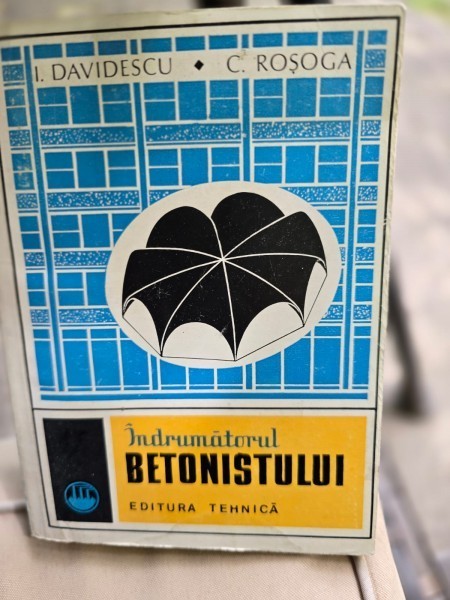 I. DAVIDESCU ♦ C. ROȘOGA
Îndrumătorul
BETONISTULUI
EDITURA TEHNICĂ